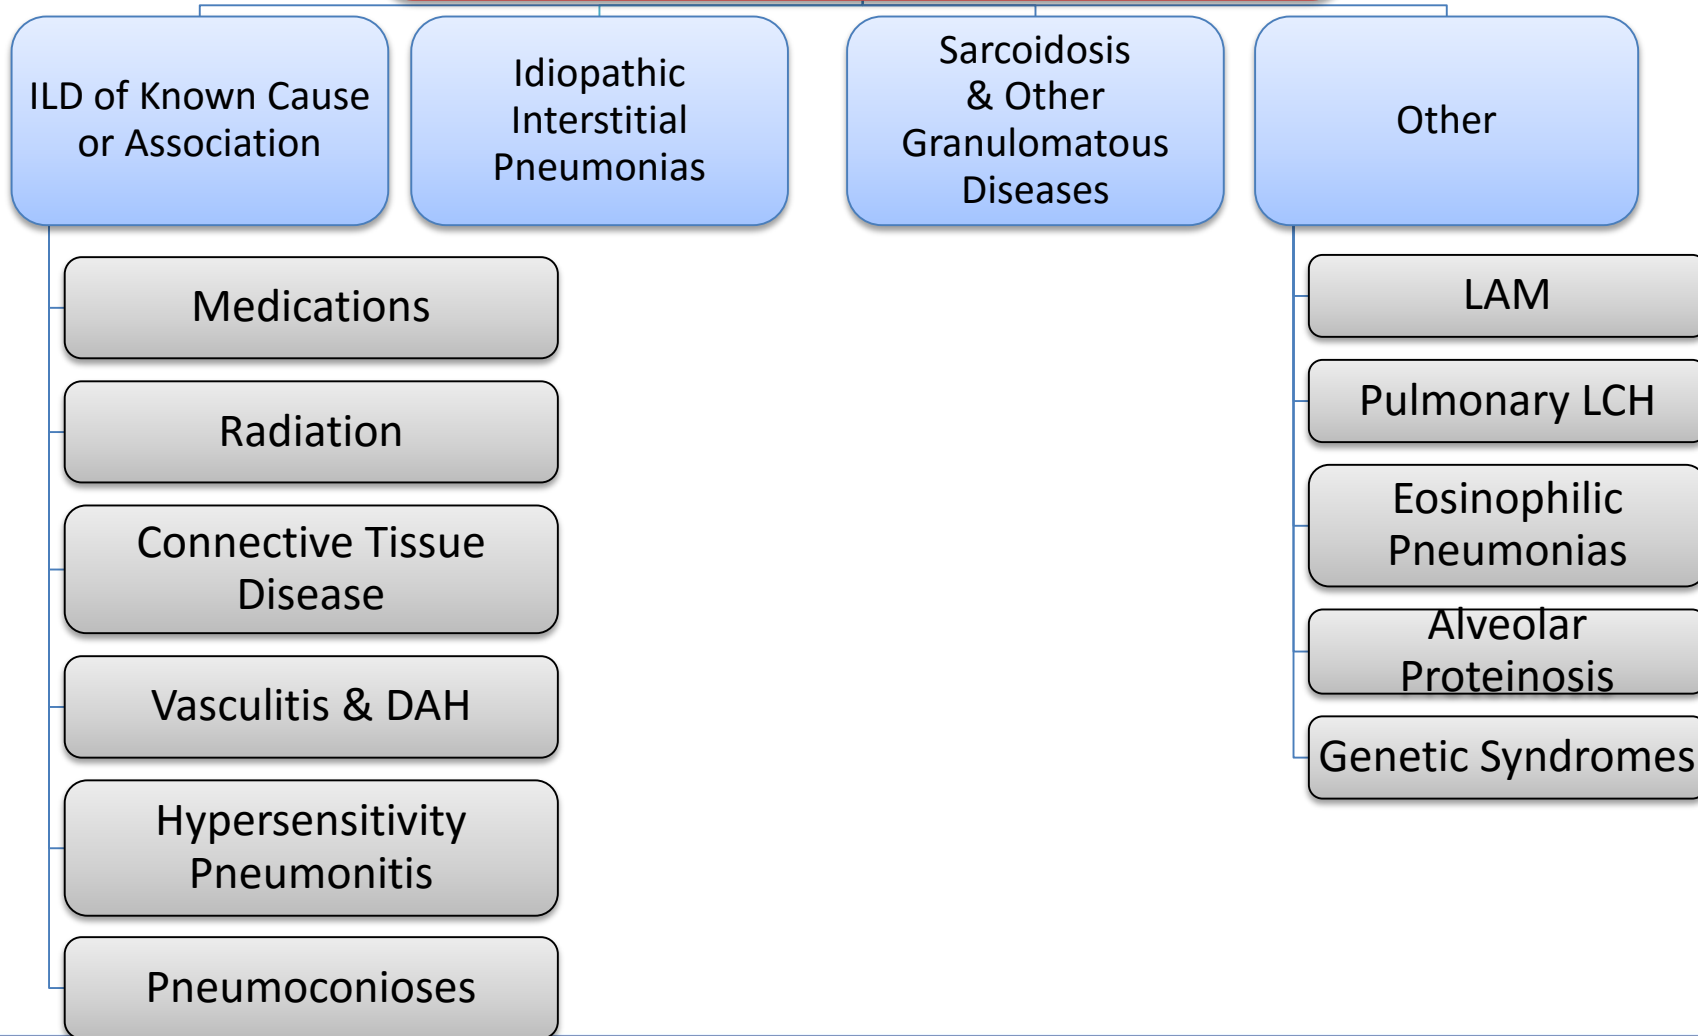 ILD of Known Cause
or Association
Idiopathic
Interstitial
Pneumonias
Sarcoidosis
& Other
Granulomatous
Diseases
Other
Medications
Radiation
Connective Tissue
Disease
Vasculitis & DAH
Hypersensitivity
Pneumonitis
Pneumoconioses
LAM
Pulmonary LCH
Eosinophilic
Pneumonias
Alveolar
Proteinosis
Genetic Syndromes